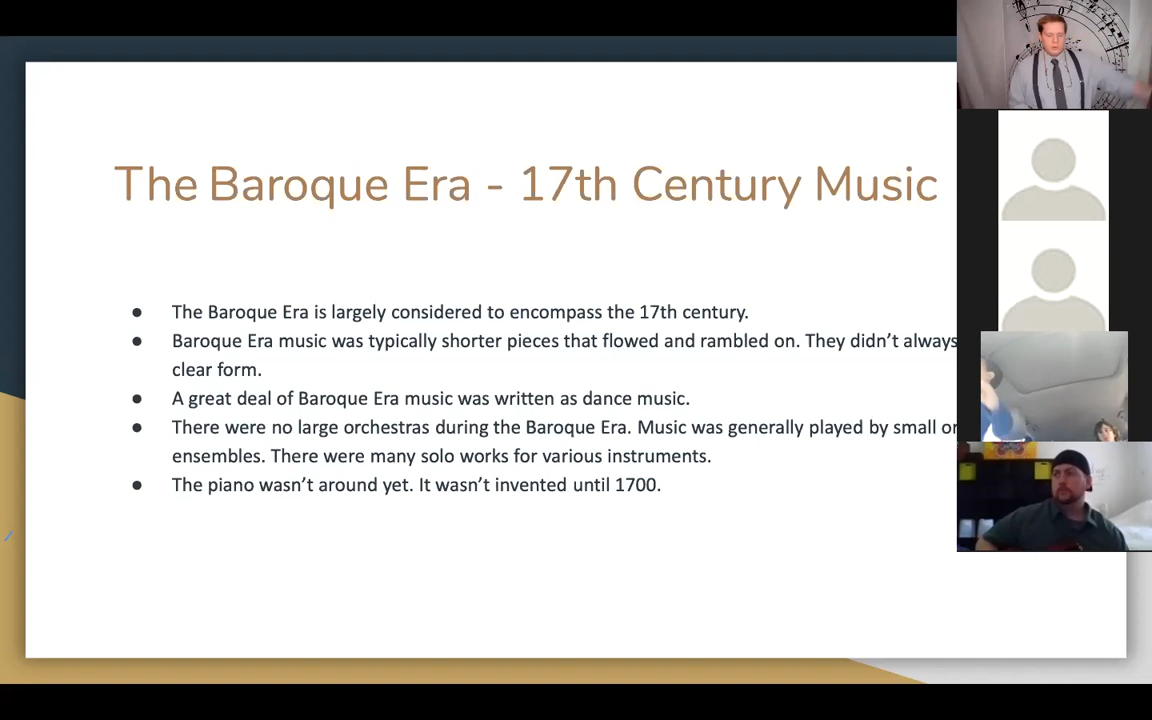 The Baroque Era - 17th Century Music
● The Baroque Era is largely considered to encompass the 17th century.
● Baroque Era music was typically shorter pieces that flowed and rambled on. They didn't always
clear form.
● A great deal of Baroque Era music was written as dance music.
● There were no large orchestras during the Baroque Era. Music was generally played by small or
ensembles. There were many solo works for various instruments.
● The piano wasn't around yet. It wasn't invented until 1700.